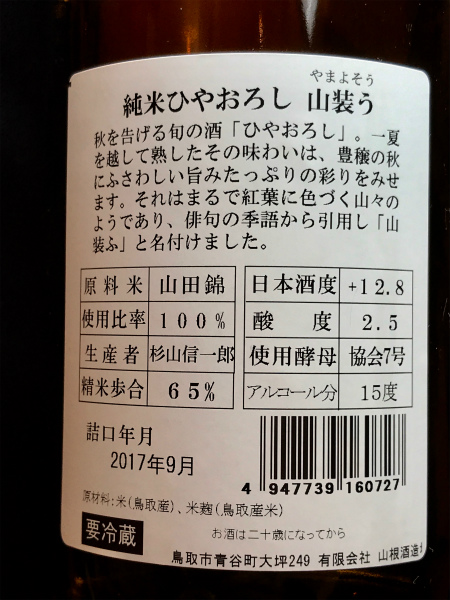 やまよそう
純米ひやおろし 山装う
秋を告げる旬の酒「ひやおろし」。一夏
を越して熟したその味わいは、豊穣の秋
にふさわしい旨みたっぷりの彩りをみせ
ます。それはまるで紅葉に色づく山々の
ようであり、俳句の季語から引用し「山
装ふ」と名付けました。
原料米 山田錦 日本酒度 +12.8
使用比率 100% 酸度 2.5
生産者 杉山信一郎 使用酵母 協会7号
精米歩合 65% アルコール分 15度
詰口年月
2017年9月
4 947739 160727
原材料:米(鳥取産)、米麹(鳥取産米)
要冷蔵
お酒は二十歳になってから
鳥取市青谷町大坪249 有限会社 山根酒造